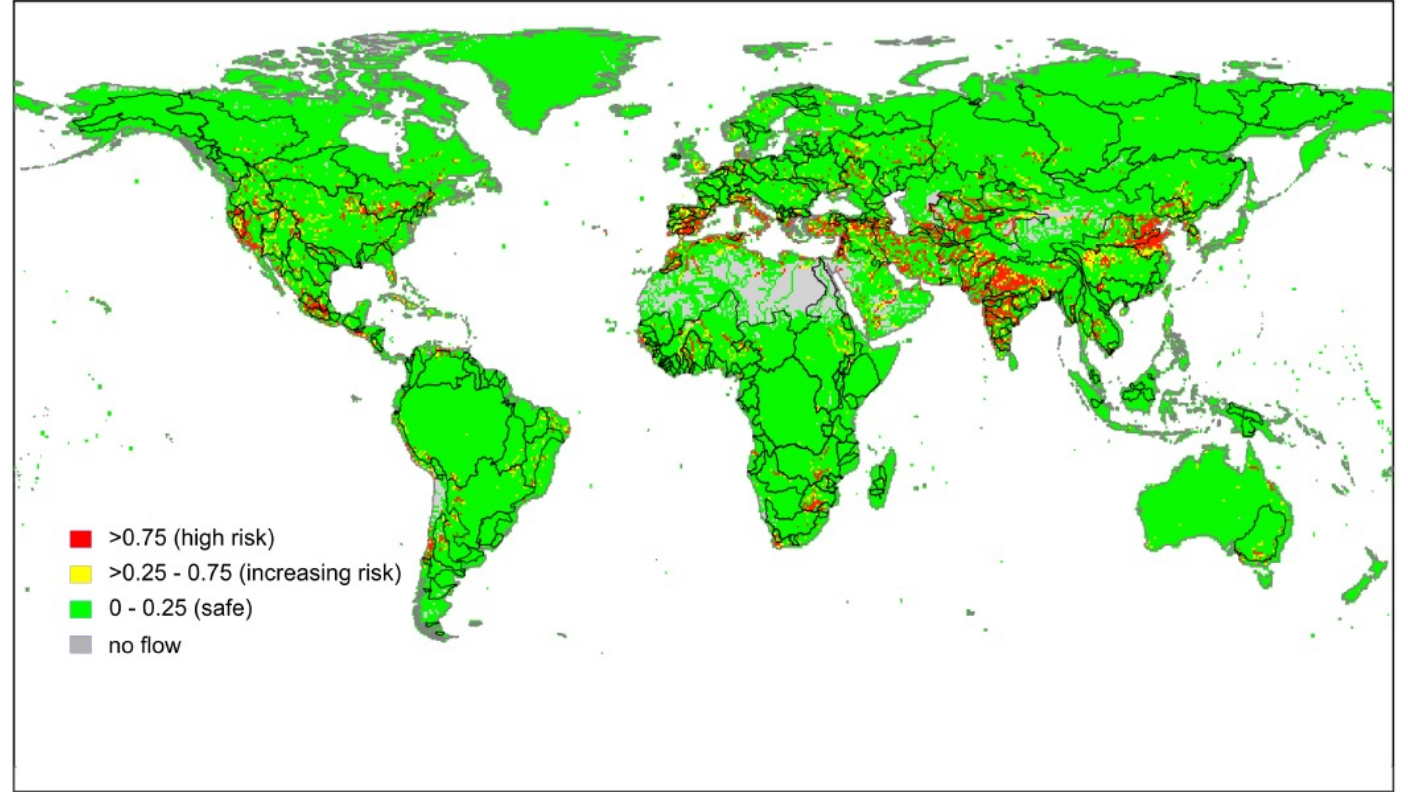 >0.75 (high risk)
>0.25 - 0.75 (increasing risk)
0 - 0.25 (safe)
no flow